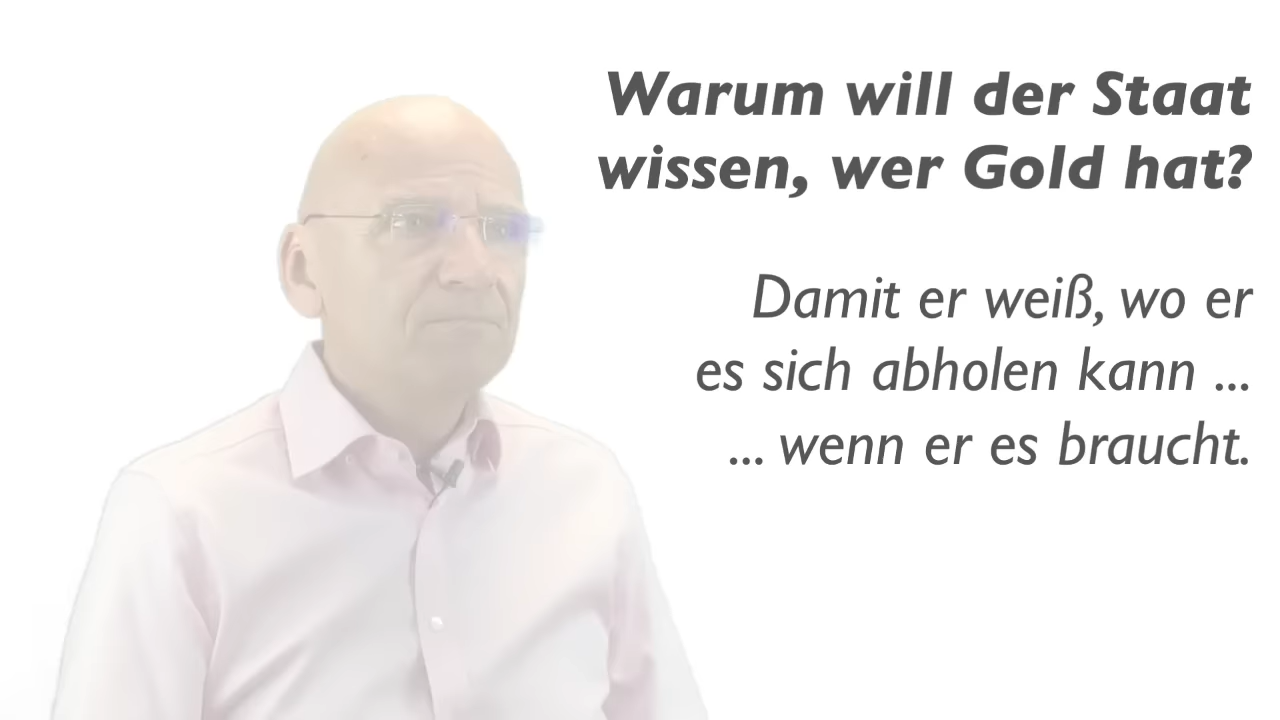 Warum will der Staat
wissen, wer Gold hat?
Damit er weiß, wo er
es sich abholen kann ...
... wenn er es braucht.